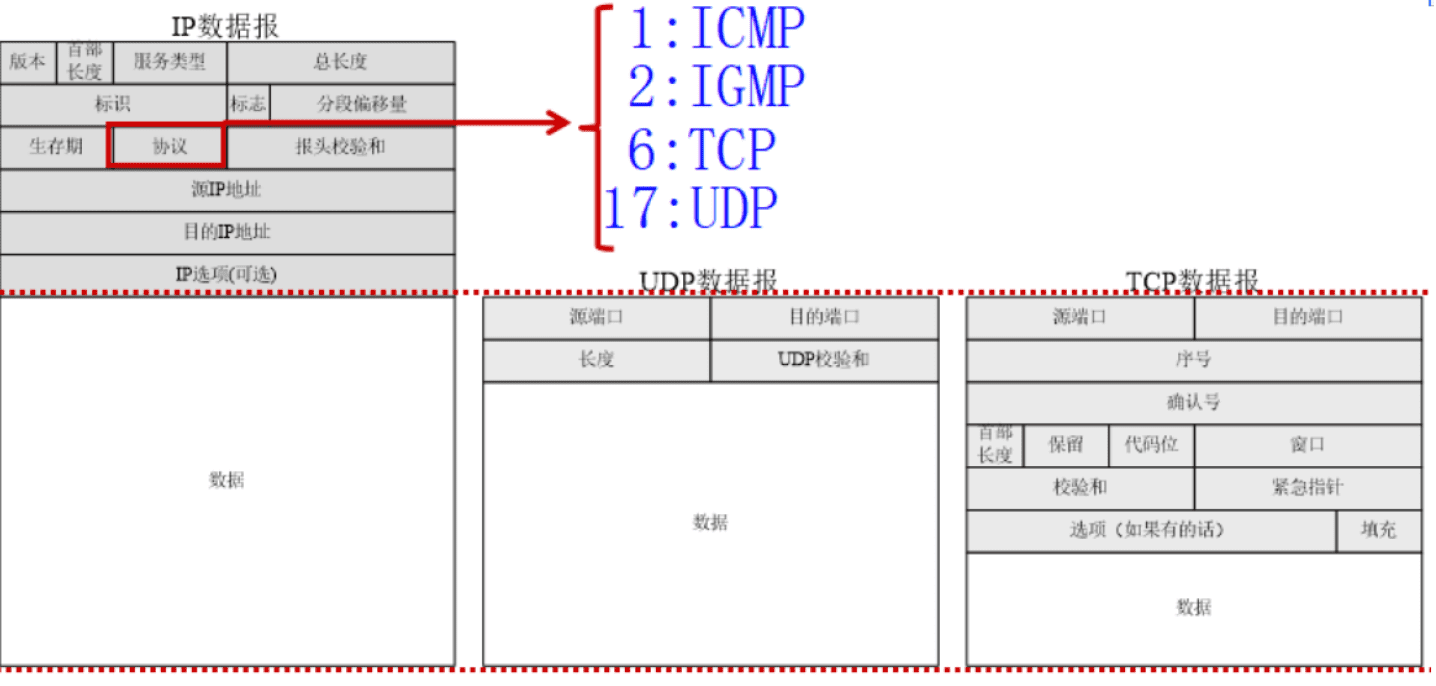 IP数据报
版本 首部长度 服务类型 总长度
标识 标志 分段偏移量
生存期 协议 报头校验和
源IP地址
目的IP地址
IP选项(可选)
数据
1:ICMP
2:IGMP
6:TCP
17:UDP
UDP数据报
源端口 目的端口
长度 UDP校验和
数据
TCP数据报
源端口 目的端口
序号
确认号
首部长度 保留 代码位 窗口
校验和 紧急指针
选项（如果有的话） 填充
数据